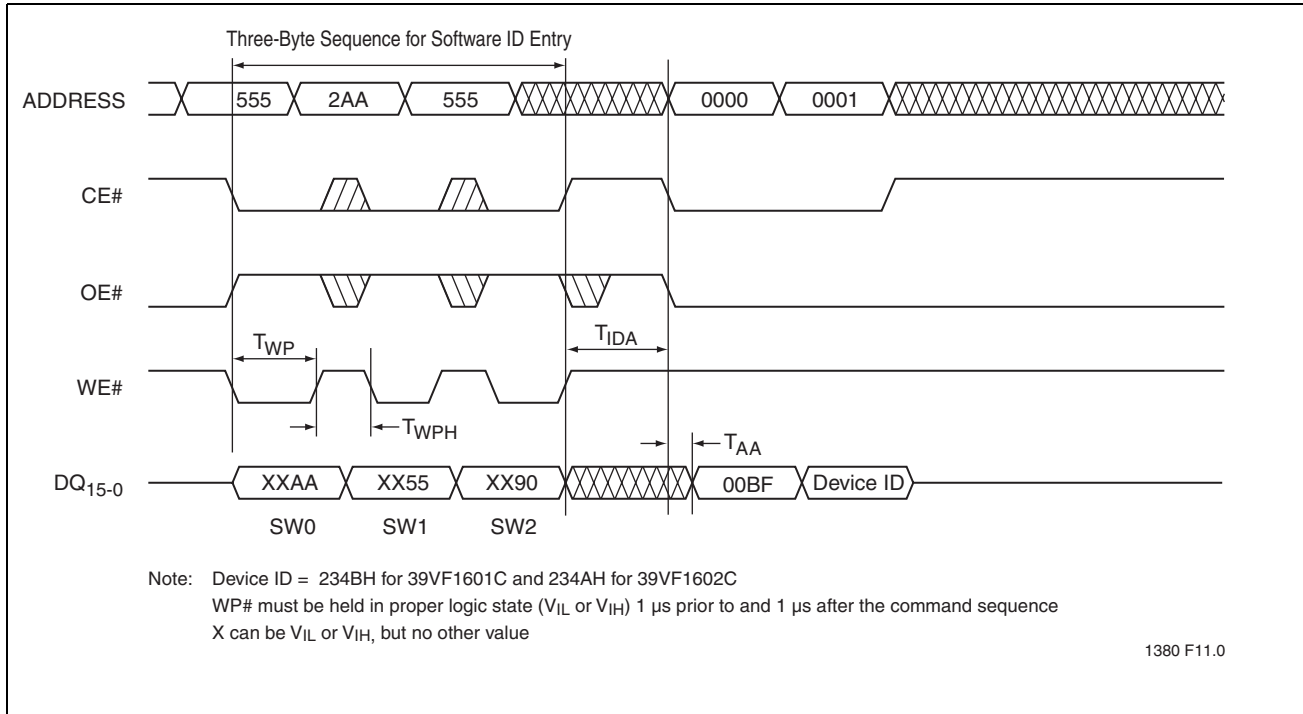 Three-Byte Sequence for Software ID Entry
ADDRESS 555 2AA 555 0000 0001
CE#
OE#
TWP TIDA
WE#
TWPH TAA
DQ15-0 XXAA XX55 XX90 00BF Device ID
SW0 SW1 SW2
Note: Device ID = 234BH for 39VF1601C and 234AH for 39VF1602C
WP# must be held in proper logic state (VIL or VIH) 1 µs prior to and 1 µs after the command sequence
X can be VIL or VIH, but no other value
1380 F11.0